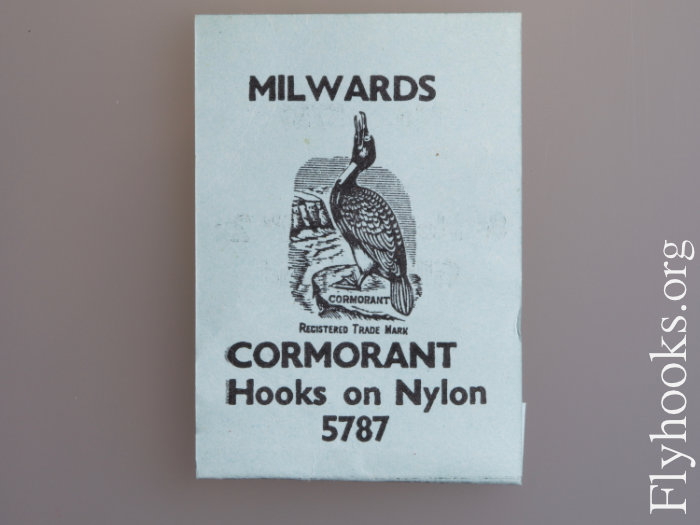 MILWARDS
CORMORANT
REGISTERED TRADE MARK
CORMORANT
Hooks on Nylon
5787
Flyhooks.org